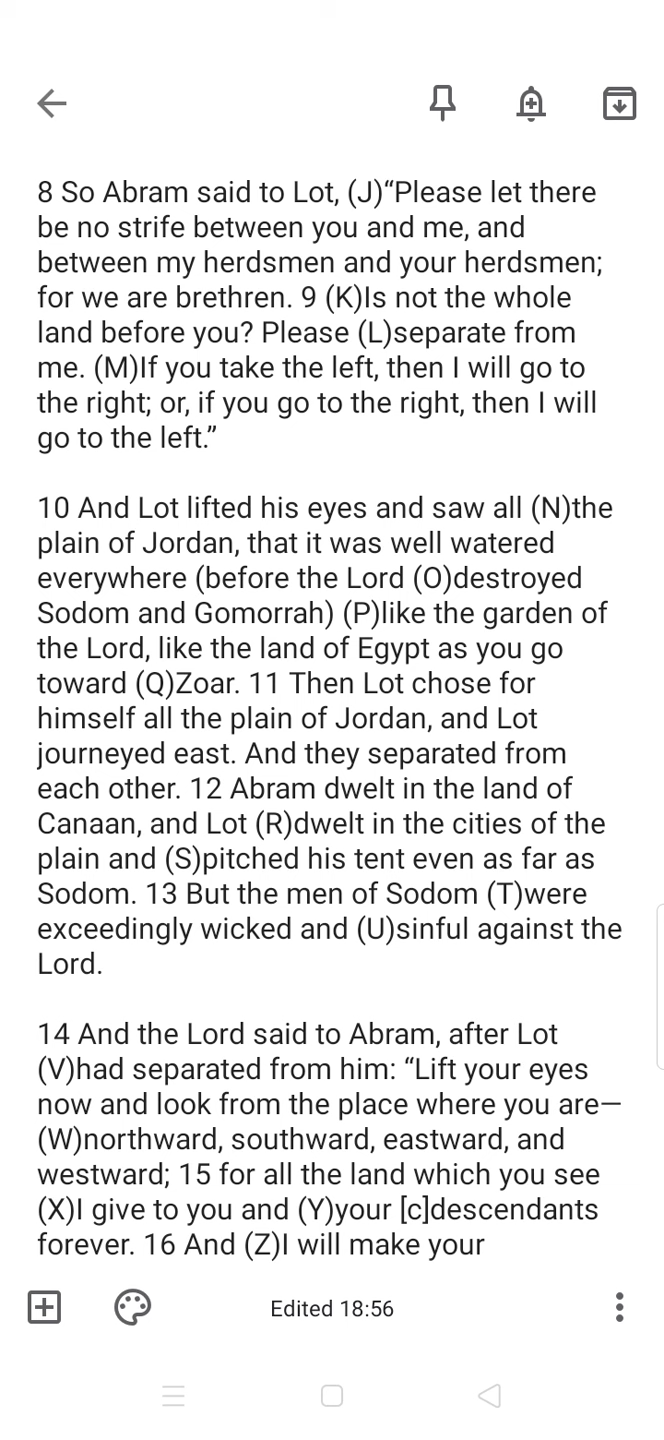 8 So Abram said to Lot, (J)“Please let there
be no strife between you and me, and
between my herdsmen and your herdsmen;
for we are brethren. 9 (K)Is not the whole
land before you? Please (L)separate from
me. (M)If you take the left, then I will go to
the right; or, if you go to the right, then I will
go to the left.”
10 And Lot lifted his eyes and saw all (N)the
plain of Jordan, that it was well watered
everywhere (before the Lord (O)destroyed
Sodom and Gomorrah) (P)like the garden of
the Lord, like the land of Egypt as you go
toward (Q)Zoar. 11 Then Lot chose for
himself all the plain of Jordan, and Lot
journeyed east. And they separated from
each other. 12 Abram dwelt in the land of
Canaan, and Lot (R)dwelt in the cities of the
plain and (S)pitched his tent even as far as
Sodom. 13 But the men of Sodom (T)were
exceedingly wicked and (U)sinful against the
Lord.
14 And the Lord said to Abram, after Lot
(V)had separated from him: “Lift your eyes
now and look from the place where you are—
(W)northward, southward, eastward, and
westward; 15 for all the land which you see
(X)I give to you and (Y)your [c]descendants
forever. 16 And (Z)I will make your
Edited 18:56